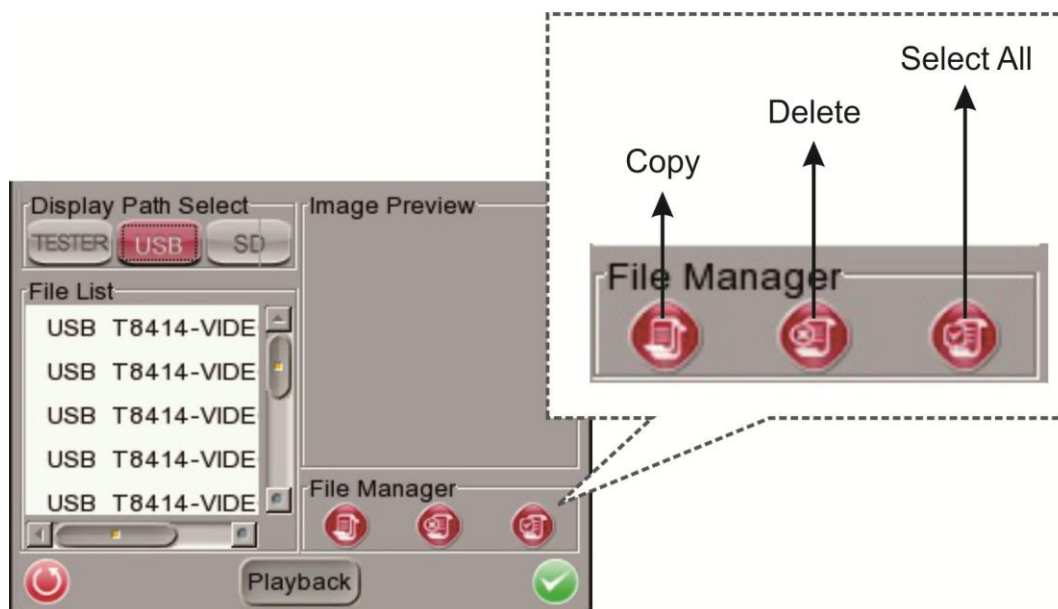 Select All
Delete
Copy
File Manager
Display Path Select
TESTER USB SD
Image Preview
File List
USB T8414-VIDE
USB T8414-VIDE
USB T8414-VIDE
USB T8414-VIDE
USB T8414-VIDE
File Manager
Playback